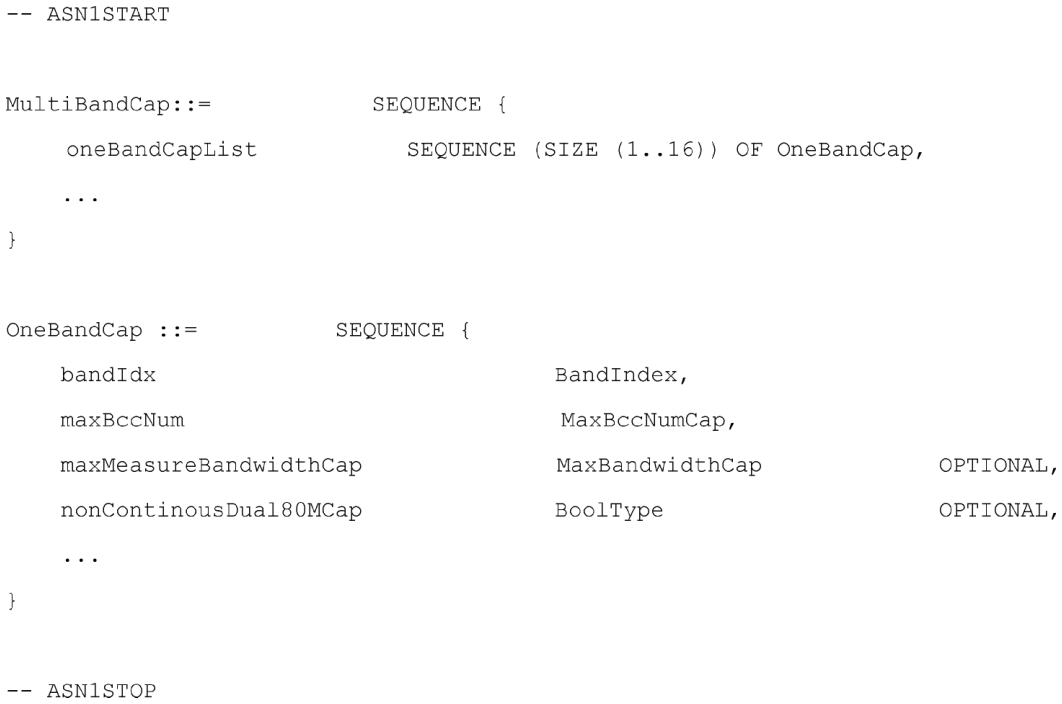 -- ASN1START
MultiBandCap::= SEQUENCE {
oneBandCapList SEQUENCE (SIZE (1..16)) OF OneBandCap,
...
}
OneBandCap ::= SEQUENCE {
bandIdx BandIndex,
maxBccNum MaxBccNumCap,
maxMeasureBandwidthCap MaxBandwidthCap OPTIONAL,
nonContinousDual80MCap BoolType OPTIONAL,
...
}
-- ASN1STOP